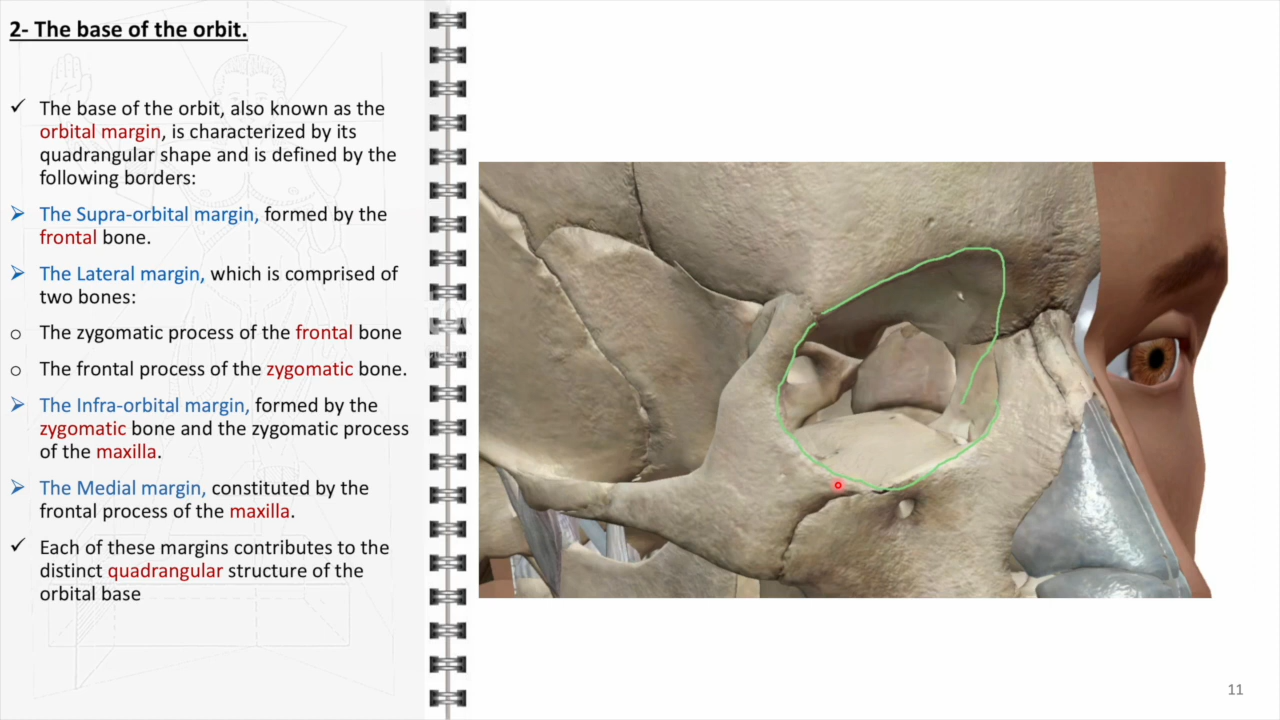 2- The base of the orbit.
✓ The base of the orbit, also known as the
orbital margin, is characterized by its
quadrangular shape and is defined by the
following borders:
➢ The Supra-orbital margin, formed by the
frontal bone.
➢ The Lateral margin, which is comprised of
two bones:
o The zygomatic process of the frontal bone
o The frontal process of the zygomatic bone.
➢ The Infra-orbital margin, formed by the
zygomatic bone and the zygomatic process
of the maxilla.
➢ The Medial margin, constituted by the
frontal process of the maxilla.
✓ Each of these margins contributes to the
distinct quadrangular structure of the
orbital base
11